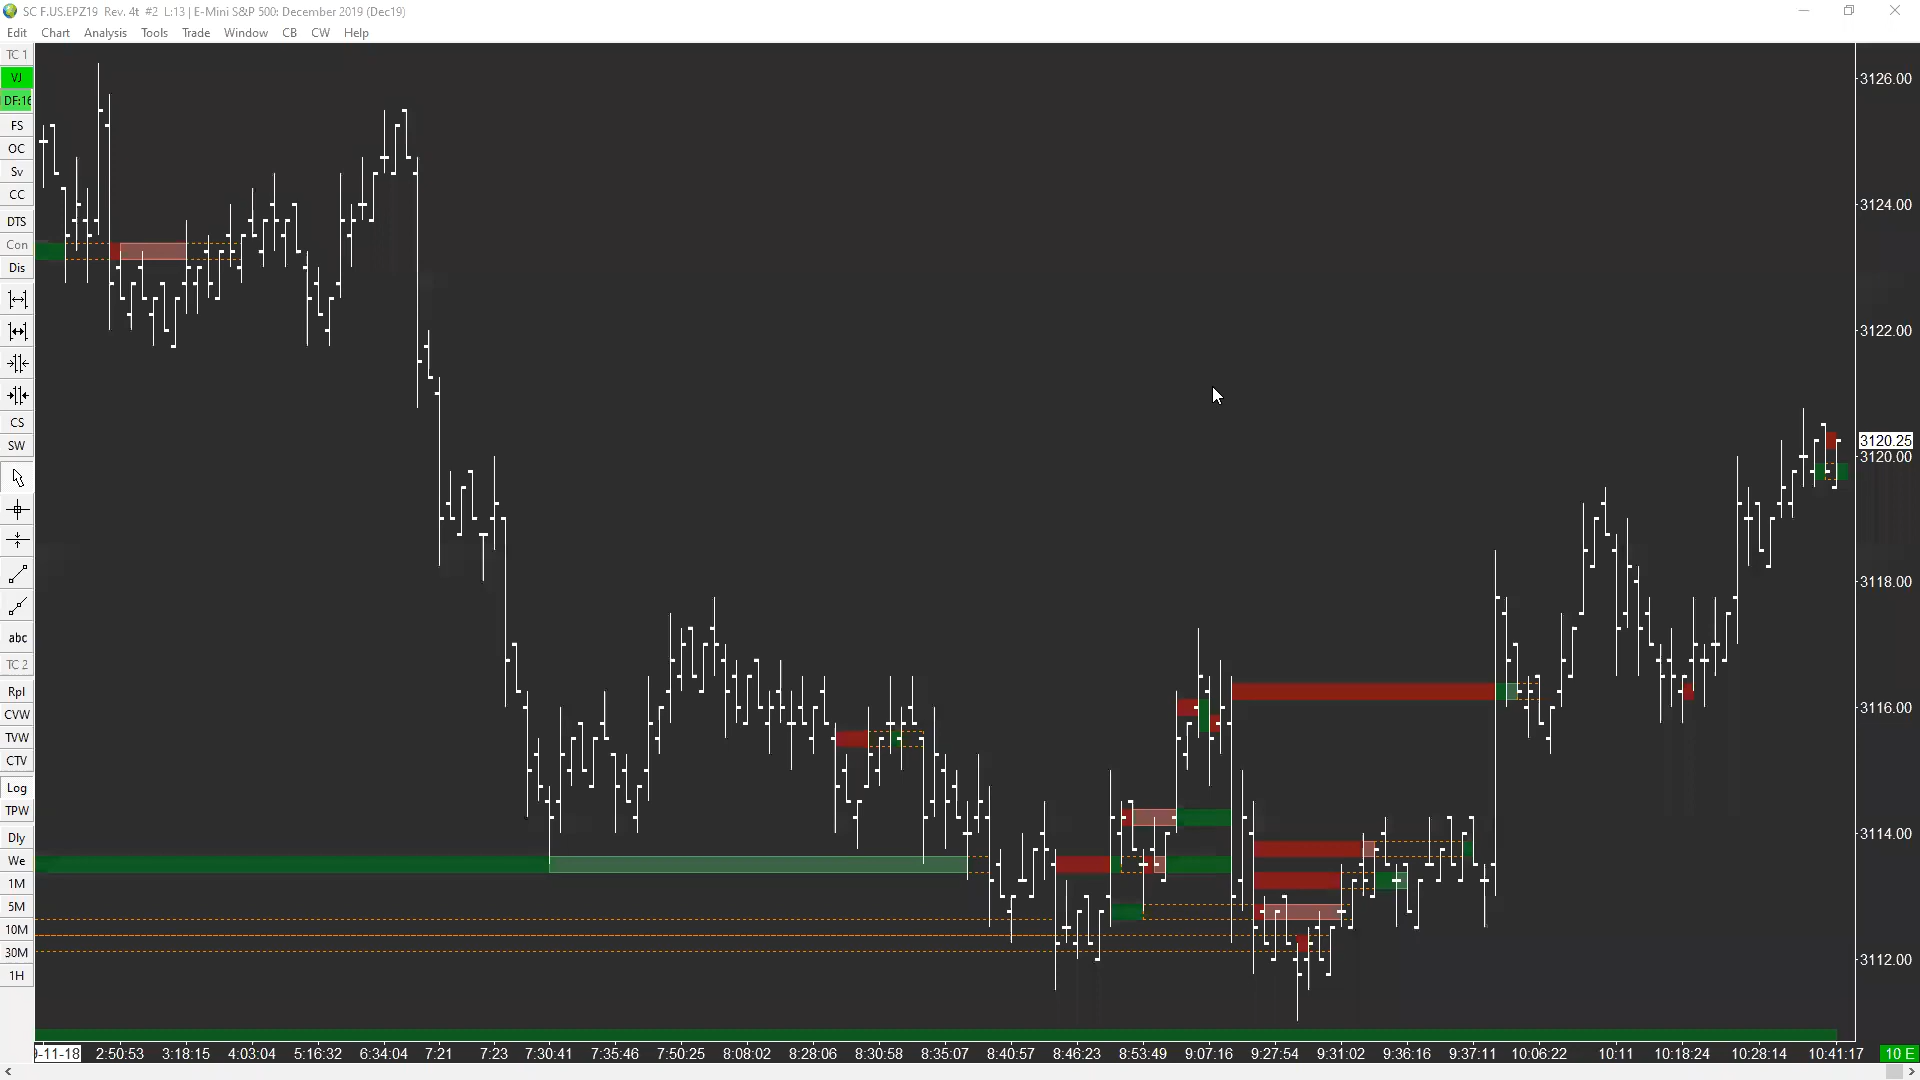 SC F.US.EPZ19 Rev. 4t #2 L:13 | E-Mini S&P 500: December 2019 (Dec19)
Edit Chart Analysis Tools Trade Window CB CW Help
TC 1
VJ
DF:16
FS
OC
Sv
CC
DTS
Con
Dis
CS
SW
abc
TC 2
Rpl
CVW
TVW
CTV
Log
TPW
Dly
We
1M
5M
10M
30M
1H
3126.00
3124.00
3122.00
3120.25
3120.00
3118.00
3116.00
3114.00
3112.00
9-11-18 2:50:53 3:18:15 4:03:04 5:16:32 6:34:04 7:21 7:23 7:30:41 7:35:46 7:50:25 8:08:02 8:28:06 8:30:58 8:35:07 8:40:57 8:46:23 8:53:49 9:07:16 9:27:54 9:31:02 9:36:16 9:37:11 10:06:22 10:11 10:18:24 10:28:14 10:41:17 10 E